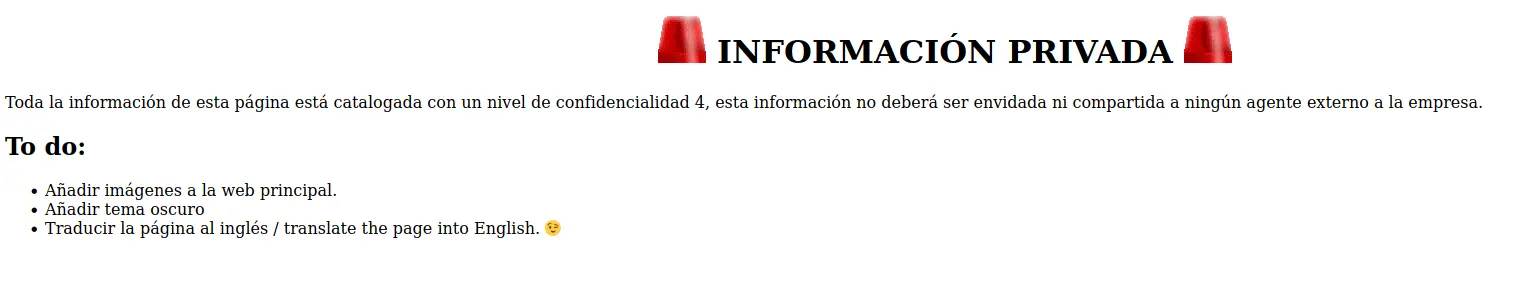 INFORMACIÓN PRIVADA
Toda la información de esta página está catalogada con un nivel de confidencialidad 4, esta información no deberá ser envidada ni compartida a ningún agente externo a la empresa.
To do:
• Añadir imágenes a la web principal.
• Añadir tema oscuro
• Traducir la página al inglés / translate the page into English. 😉